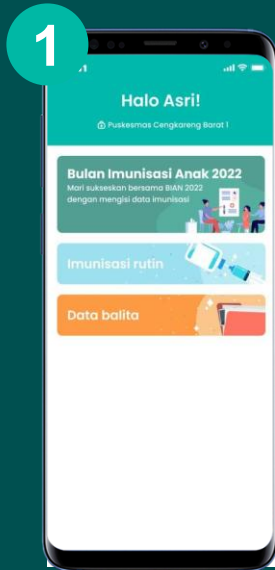 1
Halo Asri!
Puskesmas Cengkareng Barat 1
Bulan Imunisasi Anak 2022
Mari sukseskan bersama BIAN 2022
dengan mengisi data imunisasi
Imunisasi rutin
Data balita